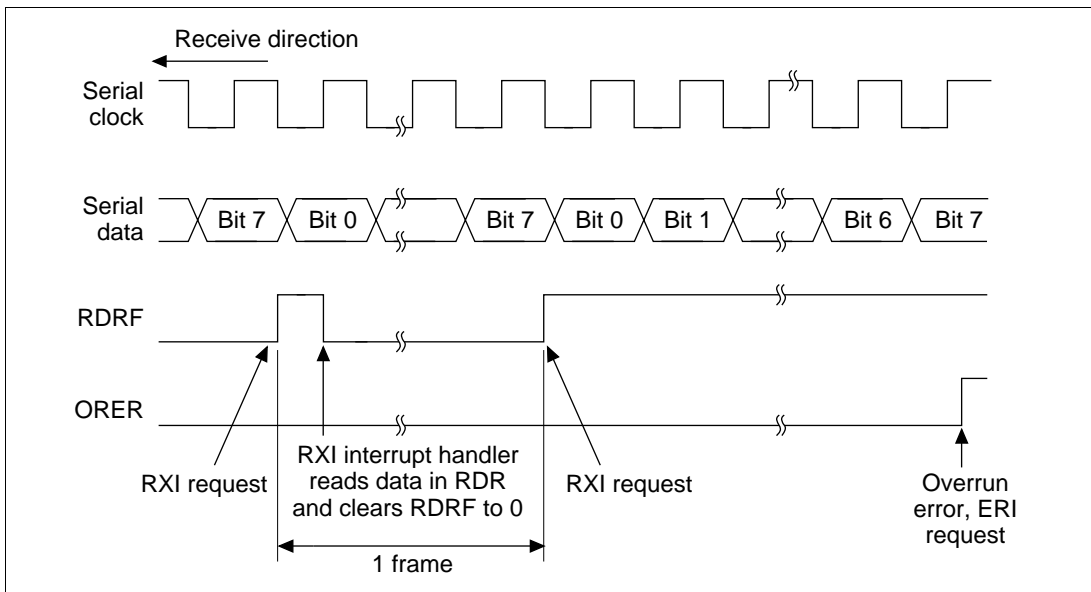 Receive direction
Serial
clock
Serial
data
Bit 7
Bit 0
Bit 7
Bit 0
Bit 1
Bit 6
Bit 7
RDRF
ORER
RXI request
RXI interrupt handler
reads data in RDR
and clears RDRF to 0
RXI request
Overrun
error, ERI
request
1 frame